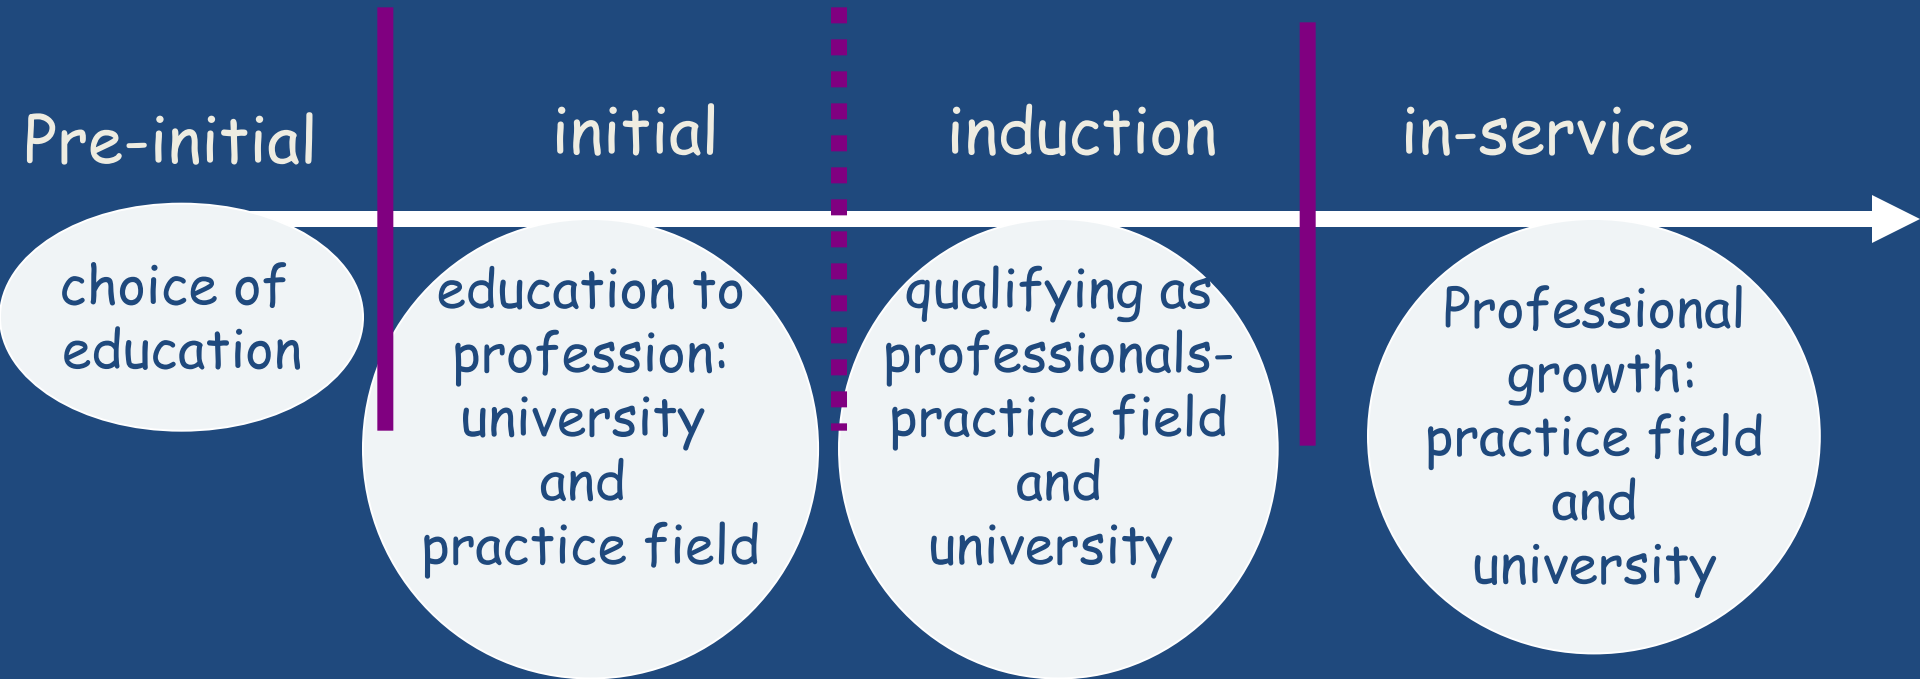 Pre-initial
initial
induction
in-service
choice of
education
education to
profession:
university
and
practice field
qualifying as
professionals-
practice field
and
university
Professional
growth:
practice field
and
university